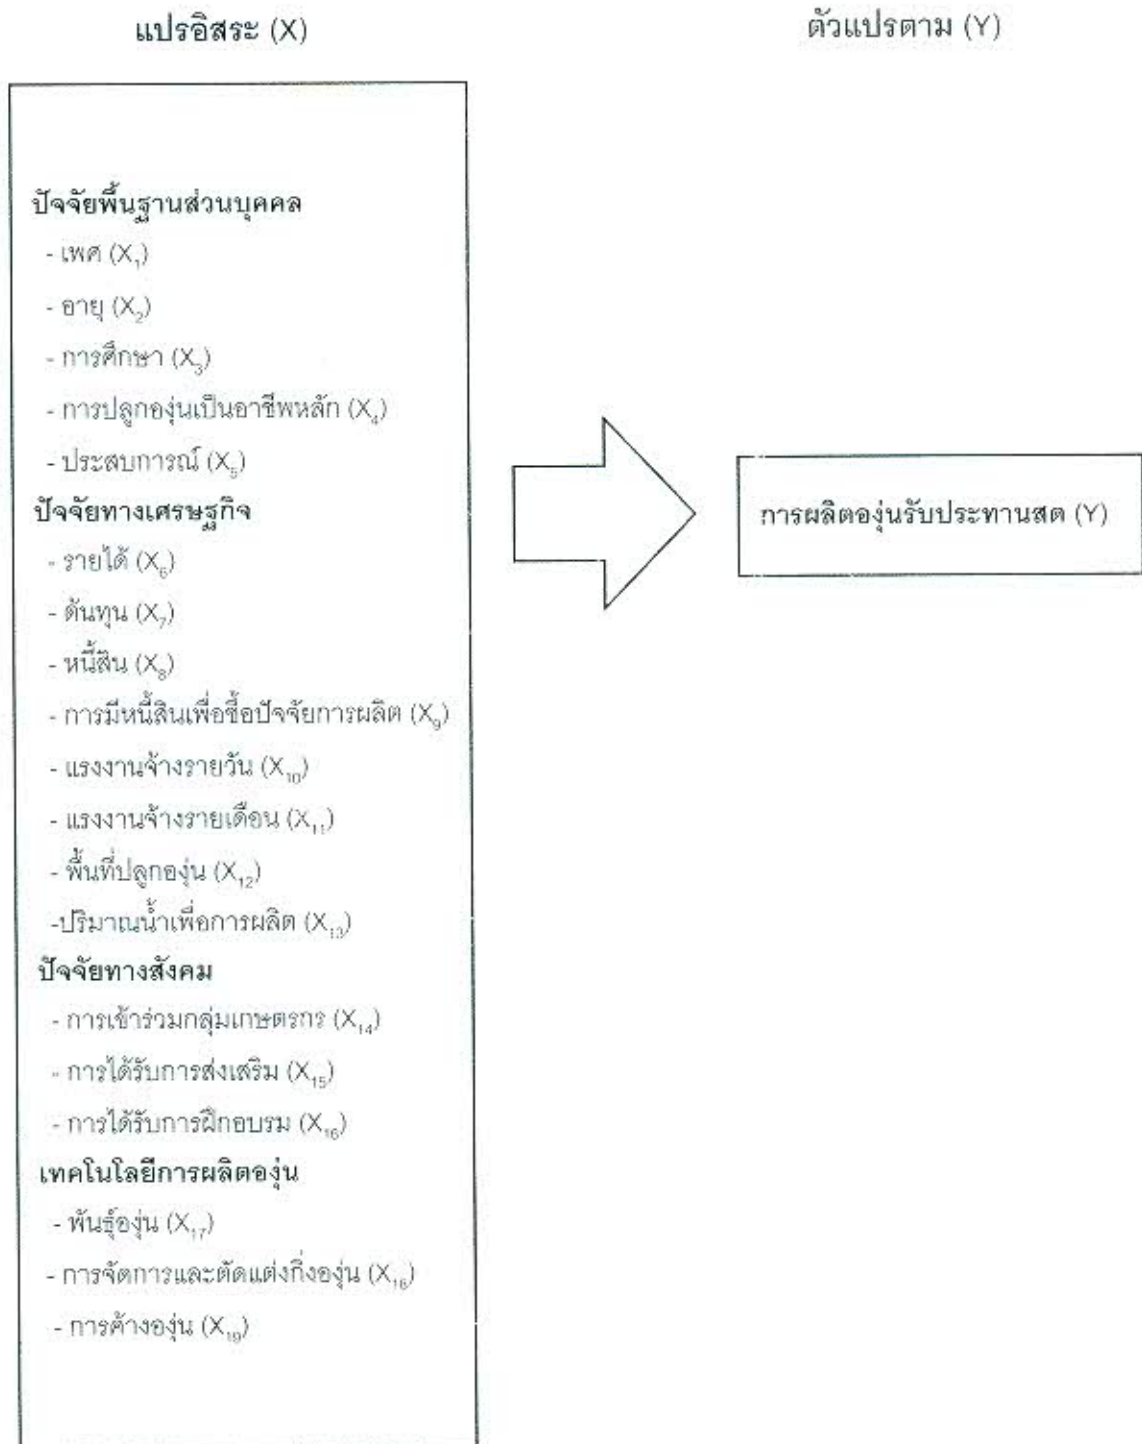 แปรอิสระ (X)
ตัวแปรตาม (Y)
ปัจจัยพื้นฐานส่วนบุคคล
- เพศ (X₁)
- อายุ (X₂)
- การศึกษา (X₃)
- การปลูกองุ่นเป็นอาชีพหลัก (X₄)
- ประสบการณ์ (X₅)
ปัจจัยทางเศรษฐกิจ
- รายได้ (X₆)
- ต้นทุน (X₇)
- หนี้สิน (X₈)
- การมีหนี้สินเพื่อซื้อปัจจัยการผลิต (X₉)
- แรงงานจ้างรายวัน (X₁₀)
- แรงงานจ้างรายเดือน (X₁₁)
- พื้นที่ปลูกองุ่น (X₁₂)
-ปริมาณน้ำเพื่อการผลิต (X₁₃)
ปัจจัยทางสังคม
- การเข้าร่วมกลุ่มเกษตรกร (X₁₄)
- การได้รับการส่งเสริม (X₁₅)
- การได้รับการฝึกอบรม (X₁₆)
เทคโนโลยีการผลิตองุ่น
- พันธุ์องุ่น (X₁₇)
- การจัดการและตัดแต่งกิ่งองุ่น (X₁₈)
- การค้างองุ่น (X₁₉)
การผลิตองุ่นรับประทานสด (Y)